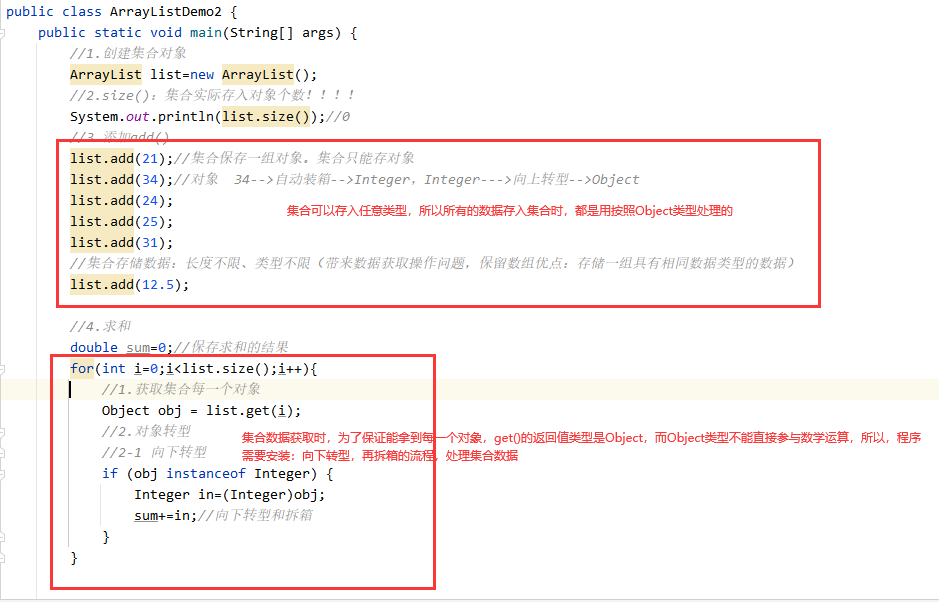 public class ArrayListDemo2 {
public static void main(String[] args) {
//1.创建集合对象
ArrayList list=new ArrayList();
//2.size()：集合实际存入对象个数！！！！
System.out.println(list.size());//0
//3.添加add()
list.add(21);//集合保存一组对象。集合只能存对象
list.add(34);//对象 34-->自动装箱-->Integer，Integer--->向上转型-->Object
list.add(24);
集合可以存入任意类型，所以所有的数据存入集合时，都是用按照Object类型处理的
list.add(25);
list.add(31);
//集合存储数据：长度不限、类型不限（带来数据获取操作问题，保留数组优点：存储一组具有相同数据类型的数据）
list.add(12.5);
//4.求和
double sum=0;//保存求和的结果
for(int i=0;i<list.size();i++){
//1.获取集合每一个对象
Object obj = list.get(i);
//2.对象转型
集合数据获取时，为了保证能拿到每一个对象，get()的返回值类型是Object，而Object类型不能直接参与数学运算，所以，程序
//2-1 向下转型
需要安装：向下转型，再拆箱的流程，处理集合数据
if (obj instanceof Integer) {
Integer in=(Integer)obj;
sum+=in;//向下转型和拆箱
}
}